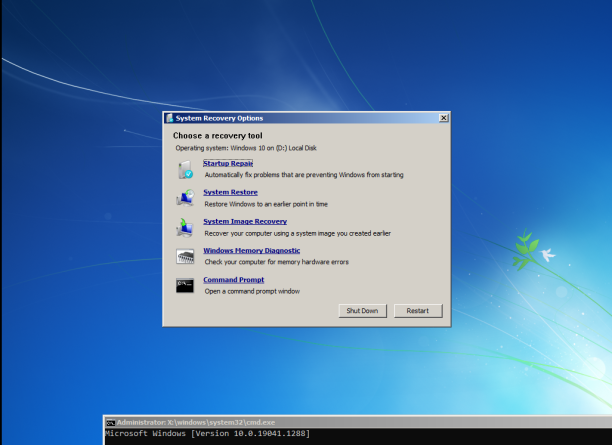 System Recovery Options
Choose a recovery tool
Operating system: Windows 10 on (D:) Local Disk
Startup Repair
Automatically fix problems that are preventing Windows from starting
System Restore
Restore Windows to an earlier point in time
System Image Recovery
Recover your computer using a system image you created earlier
Windows Memory Diagnostic
Check your computer for memory hardware errors
Command Prompt
Open a command prompt window
Shut Down Restart
Administrator: X:\windows\system32\cmd.exe
Microsoft Windows [Version 10.0.19041.1288]